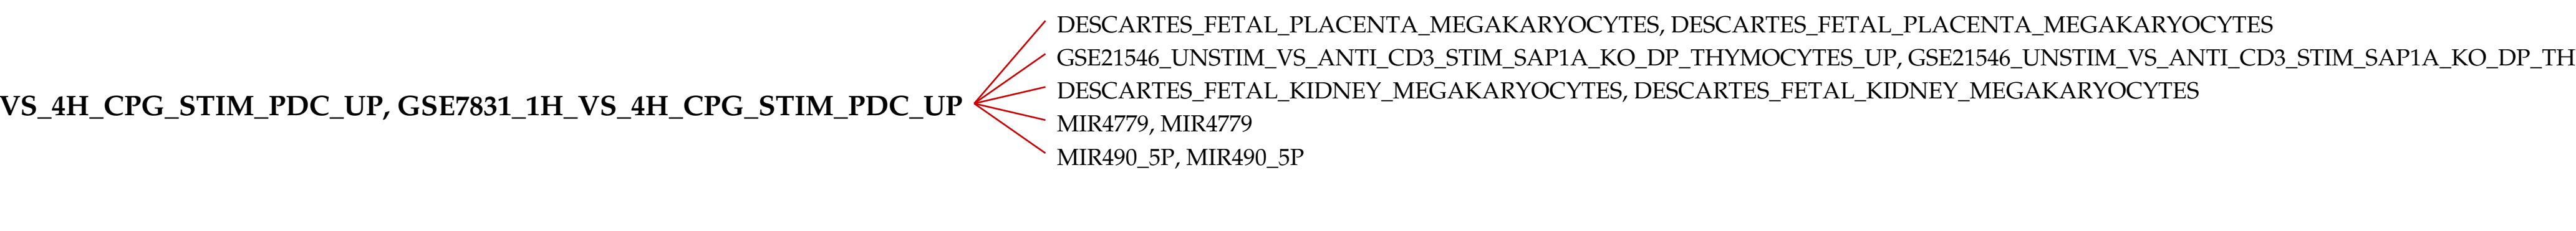 DESCARTES_FETAL_PLACENTA_MEGAKARYOCYTES, DESCARTES_FETAL_PLACENTA_MEGAKARYOCYTES
GSE21546_UNSTIM_VS_ANTI_CD3_STIM_SAP1A_KO_DP_THYMOCYTES_UP, GSE21546_UNSTIM_VS_ANTI_CD3_STIM_SAP1A_KO_DP_TH
DESCARTES_FETAL_KIDNEY_MEGAKARYOCYTES, DESCARTES_FETAL_KIDNEY_MEGAKARYOCYTES
VS_4H_CPG_STIM_PDC_UP, GSE7831_1H_VS_4H_CPG_STIM_PDC_UP
MIR4779, MIR4779
MIR490_5P, MIR490_5P